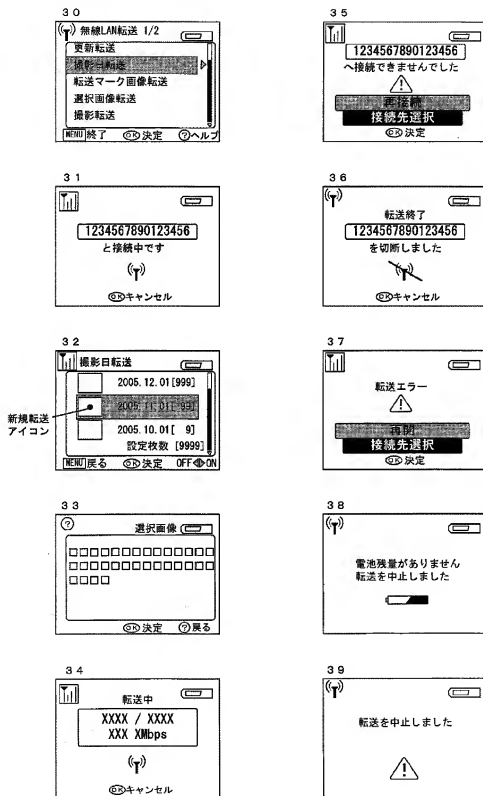 30
無線LAN転送 1/2
更新転送
撮影日転送
転送マーク画像転送
選択画像転送
撮影転送
MENU 終了 OK 決定 ?ヘルプ
31
1234567890123456
と接続中です
OKキャンセル
32
撮影日転送
2005.12.01[999]
2005.11.01[ 99]
2005.10.01[ 9]
設定枚数 [9999]
MENU 戻る OK 決定 OFF ON
新規転送
アイコン
33
?
選択画像
OK 決定 ?戻る
34
転送中
XXXX / XXXX
XXX XMbps
OKキャンセル
35
1234567890123456
へ接続できませんでした
再接続
接続先選択
OK 決定
36
転送終了
1234567890123456
を切断しました
OKキャンセル
37
転送エラー
再開
接続先選択
OK 決定
38
電池残量がありません
転送を中止しました
39
転送を中止しました